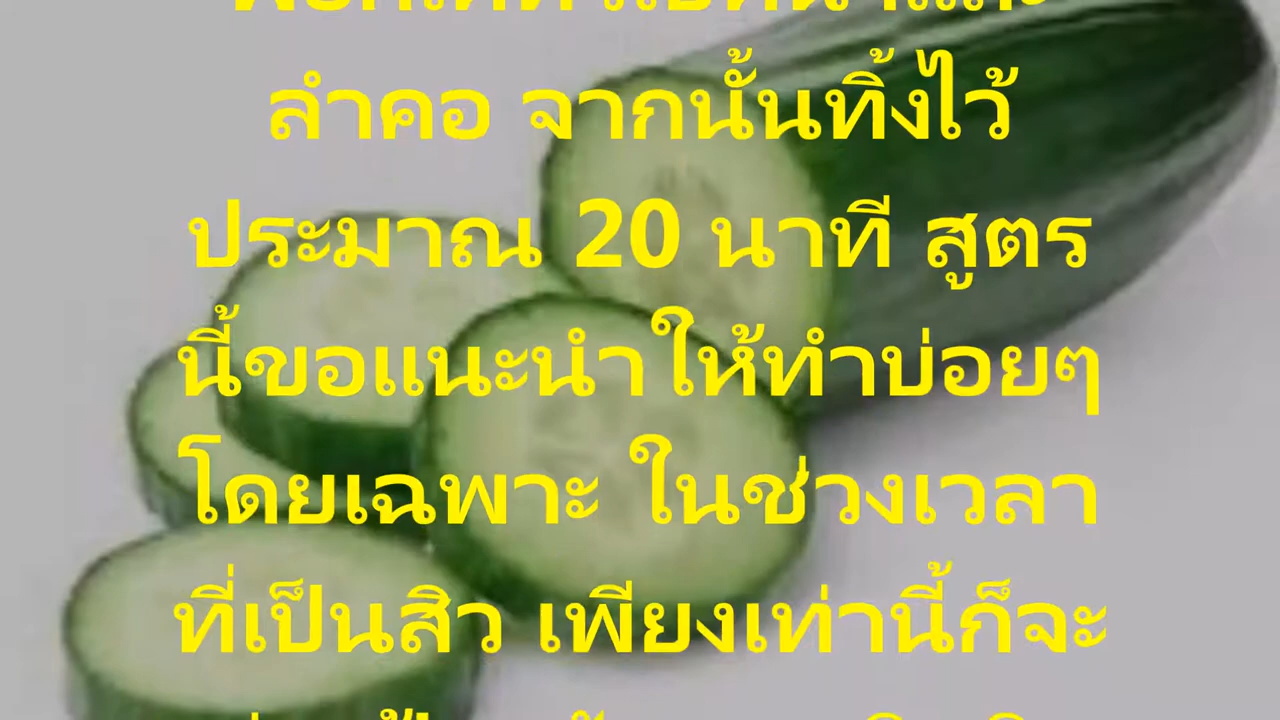 ลำคอ จากนั้นทิ้งไว้
ประมาณ 20 นาที สูตร
นี้ขอแนะนำให้ทำบ่อยๆ
โดยเฉพาะ ในช่วงเวลา
ที่เป็นสิว เพียงเท่านี้ก็จะ